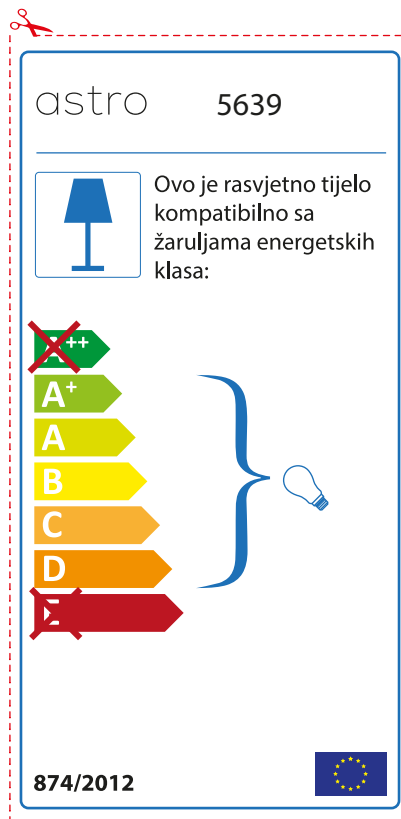 astro 5639
Ovo je rasvjetno tijelo
kompatibilno sa
žaruljama energetskih
klasa:
A++
A+
A
B
C
D
E
874/2012